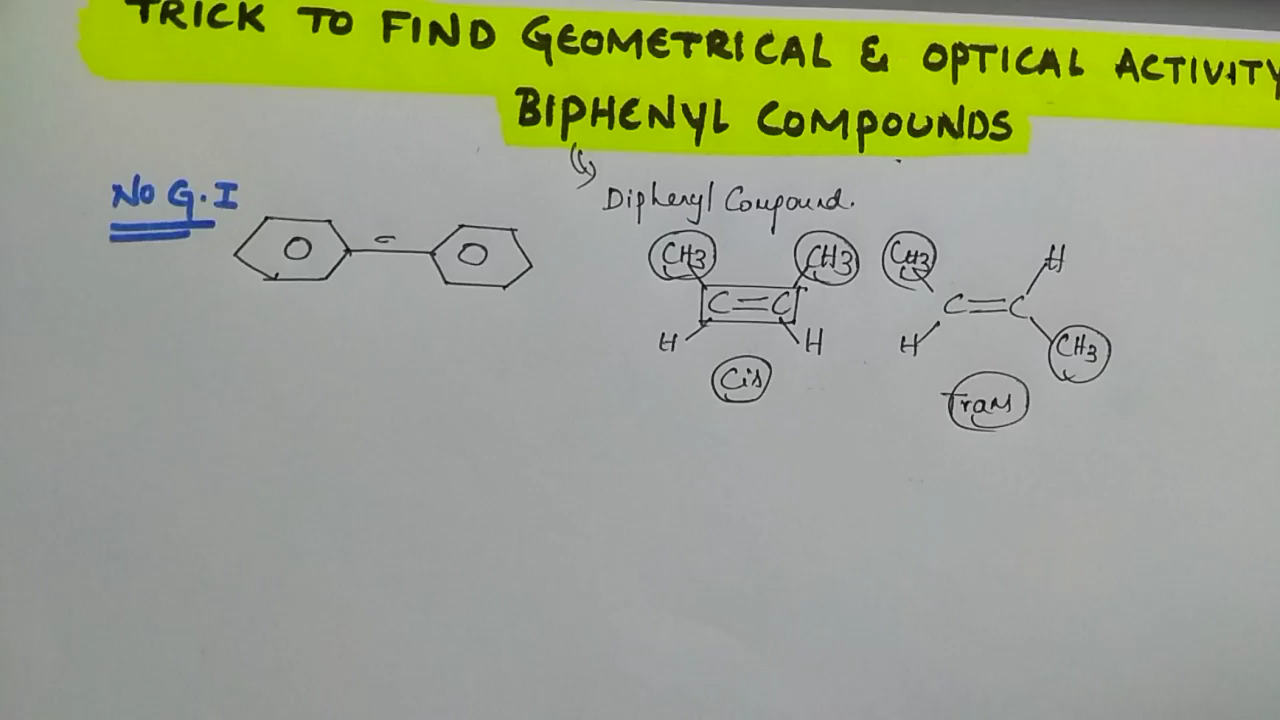 TRICK TO FIND GEOMETRICAL & OPTICAL ACTIVITY
BIPHENYL COMPOUNDS
No G.I
Diphenyl Compound.
CH3 CH3 CH3 H
C=C C=C
H H H CH3
Cis Trans